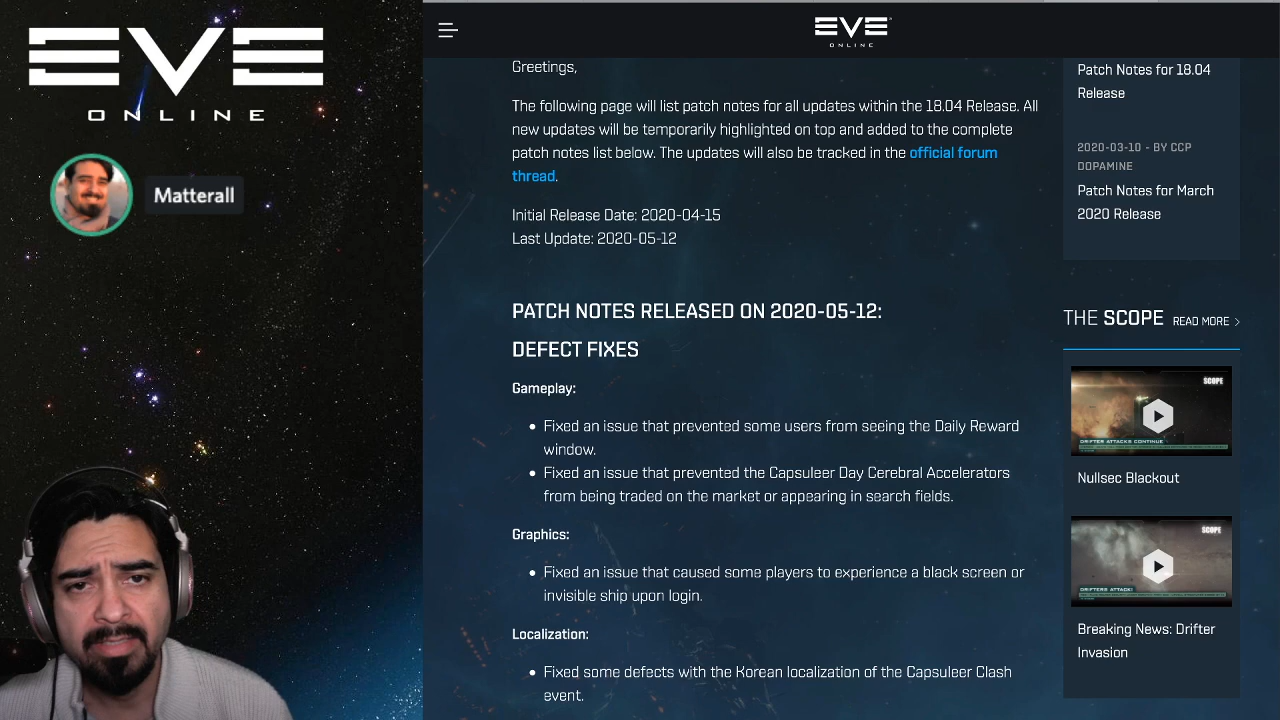 EVE
ONLINE
Matterall
EVE
ONLINE
Greetings,
The following page will list patch notes for all updates within the 18.04 Release. All
new updates will be temporarily highlighted on top and added to the complete
patch notes list below. The updates will also be tracked in the official forum
thread.
Initial Release Date: 2020-04-15
Last Update: 2020-05-12
PATCH NOTES RELEASED ON 2020-05-12:
DEFECT FIXES
Gameplay:
• Fixed an issue that prevented some users from seeing the Daily Reward
window.
• Fixed an issue that prevented the Capsuleer Day Cerebral Accelerators
from being traded on the market or appearing in search fields.
Graphics:
• Fixed an issue that caused some players to experience a black screen or
invisible ship upon login.
Localization:
• Fixed some defects with the Korean localization of the Capsuleer Clash
event.
Patch Notes for 18.04
Release
2020-03-10 - BY CCP
DOPAMINE
Patch Notes for March
2020 Release
THE SCOPE READ MORE
SCOPE
DRIFTER ATTACKS CONTINUE
Nullsec Blackout
SCOPE
DRIFTERS ATTACK!
Breaking News: Drifter
Invasion